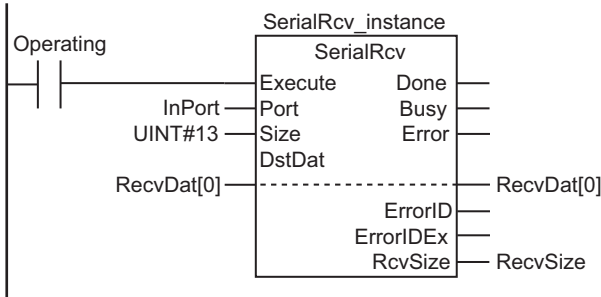 SerialRcv_instance
Operating
SerialRcv
Execute Done
InPort Port Busy
UINT#13 Size Error
DstDat
RecvDat[0] RecvDat[0]
ErrorID
ErrorIDEx
RcvSize RecvSize